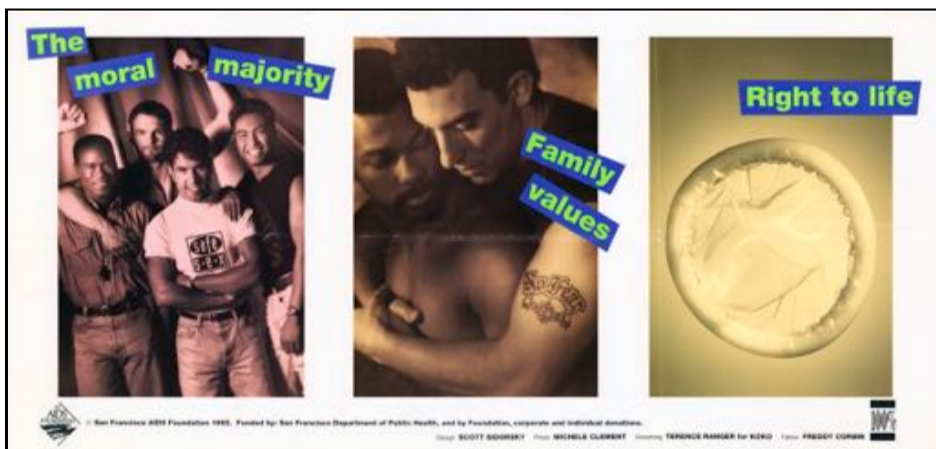 The
moral majority
Family
values
Right to life
AIDS
© San Francisco AIDS Foundation 1992. Funded by: San Francisco Department of Public Health, and by Foundation, corporate and individual donations.
Design SCOTT SIDORSKY Photo MICHELE CLEMENT Grooming TERENCE RANGER for KOKO Tattoo FREDDY CORBIN